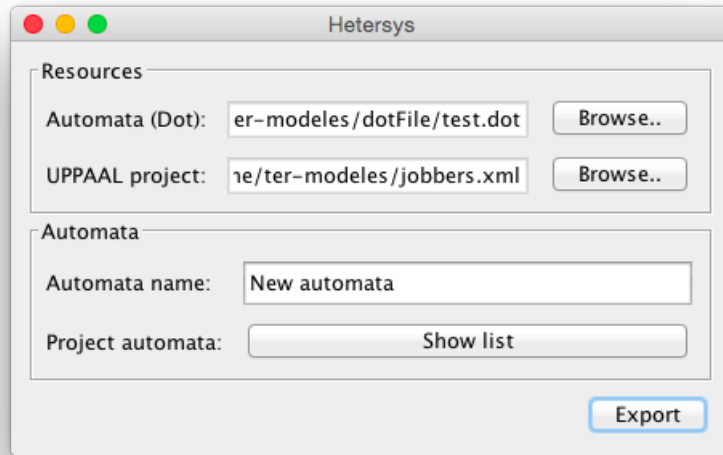 Hetersys
Resources
Automata (Dot): er-modeles/dotFile/test.dot Browse..
UPPAAL project: ne/ter-modeles/jobbers.xml Browse..
Automata
Automata name: New automata
Project automata: Show list
Export